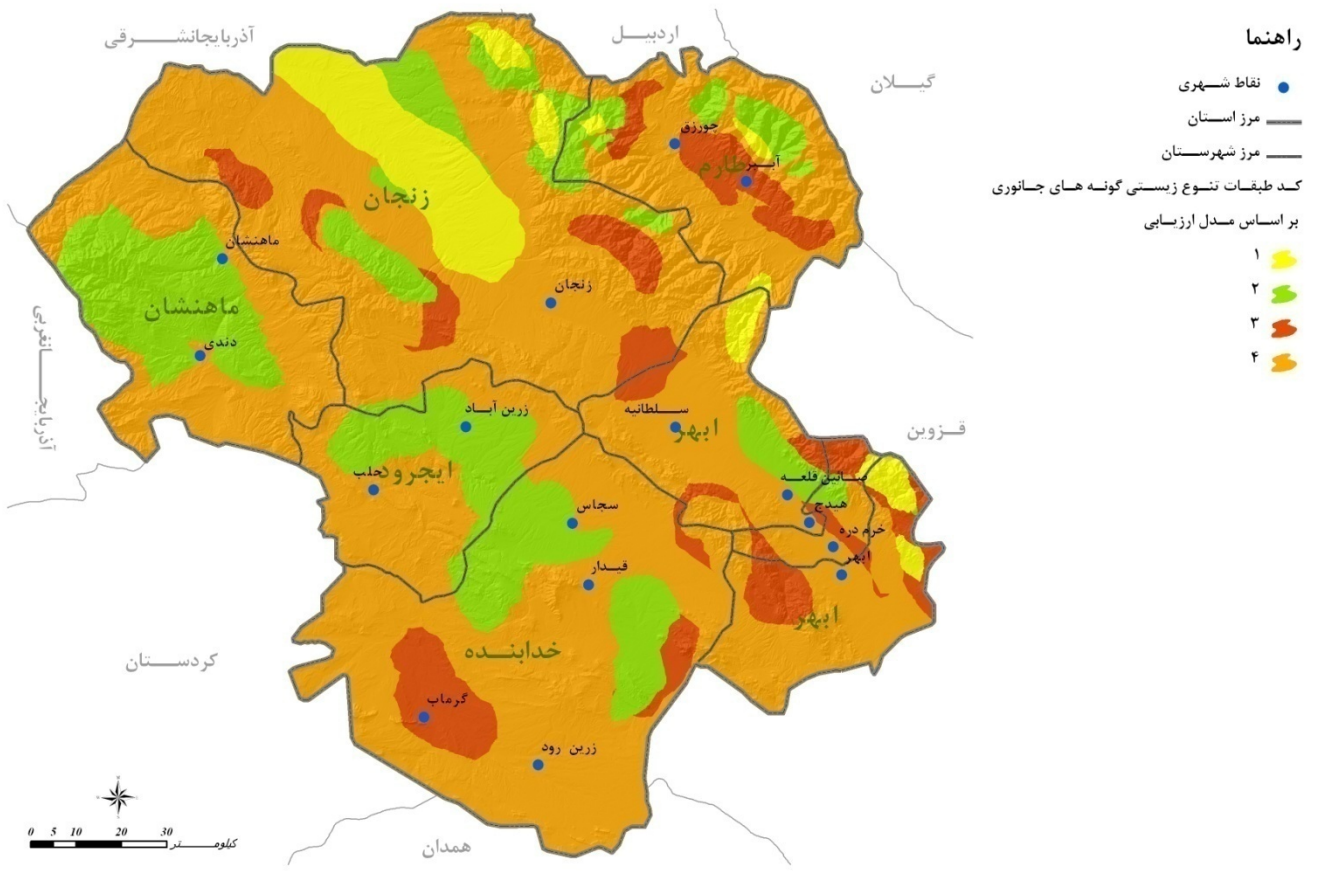 آذربایجانشرقی
اردبیل
گیلان
جورزق
آب‌بر
طارم
زنجان
ماهنشان
زنجان
ماهنشان
دندی
آذربایجانغربی
زرین آباد
سلطانیه
ابهر
قزوین
حلب
ایجرود
سجاس
صائین قلعه
هیدج
خرم دره
ابهر
قیدار
ابهر
خدابنده
کردستان
گرماب
زرین رود
همدان
0 5 10 20 30
کیلومتر
راهنما
نقاط شهری
مرز استان
مرز شهرستان
کد طبقات تنوع زیستی گونه های جانوری
بر اساس مدل ارزیابی
۱
۲
۳
۴